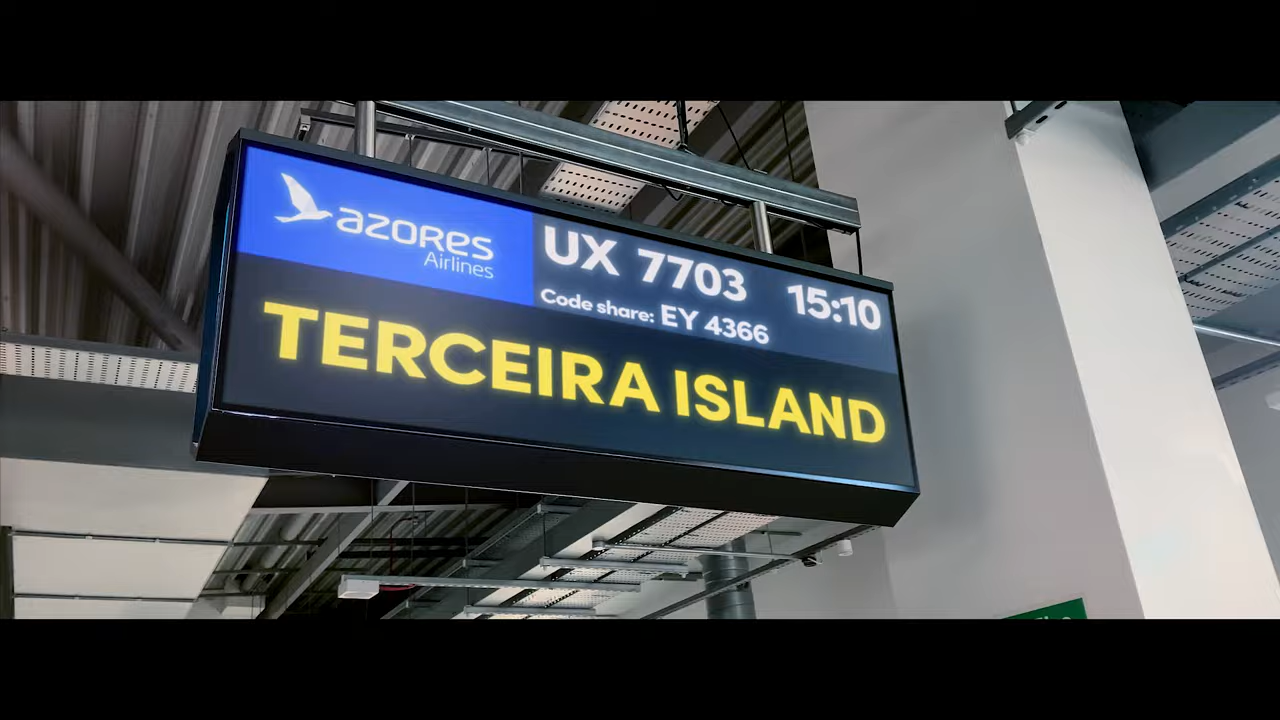 azores
Airlines
UX 7703
15:10
Code share: EY 4366
TERCEIRA ISLAND